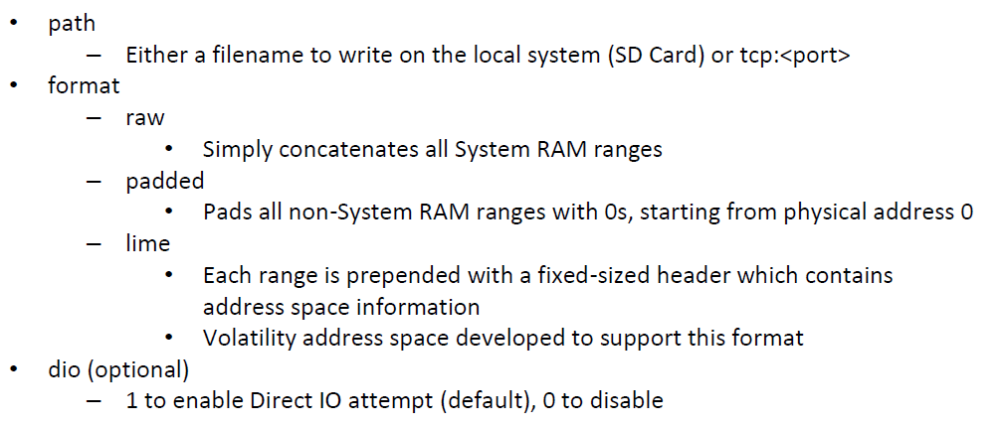 • path
– Either a filename to write on the local system (SD Card) or tcp:<port>
• format
– raw
• Simply concatenates all System RAM ranges
– padded
• Pads all non-System RAM ranges with 0s, starting from physical address 0
– lime
• Each range is prepended with a fixed-sized header which contains
address space information
• Volatility address space developed to support this format
• dio (optional)
– 1 to enable Direct IO attempt (default), 0 to disable